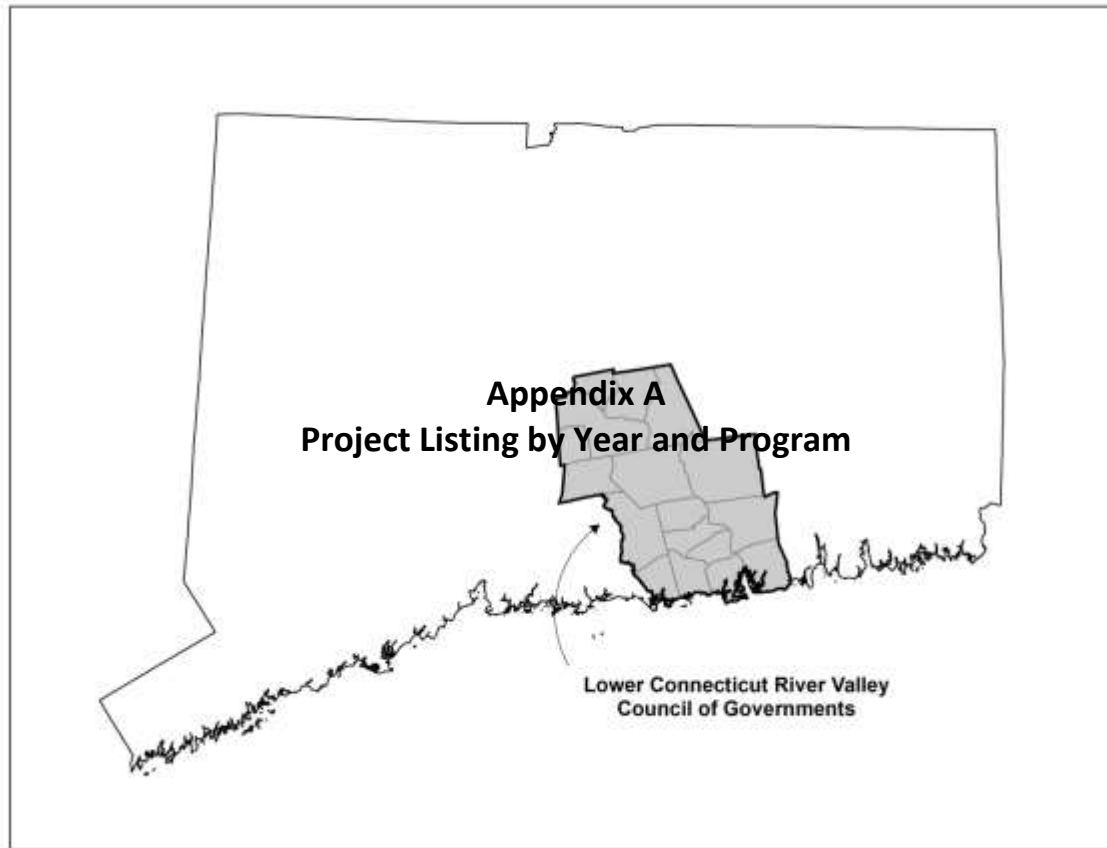 Appendix A
Project Listing by Year and Program
Lower Connecticut River Valley
Council of Governments